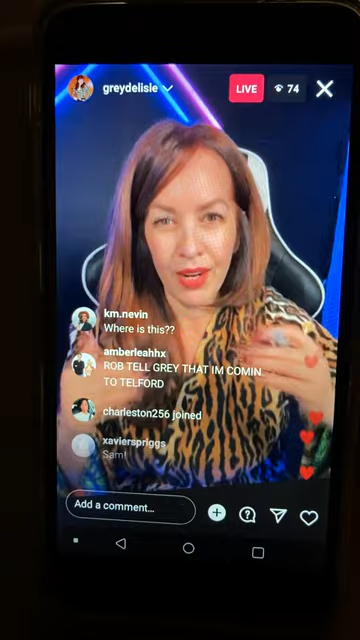 greydelisle
LIVE
74
km.nevin
Where is this??
amberleahhx
ROB TELL GREY THAT IM COMIN
TO TELFORD
charleston256 joined
xavierspriggs
Sam!
Add a comment...